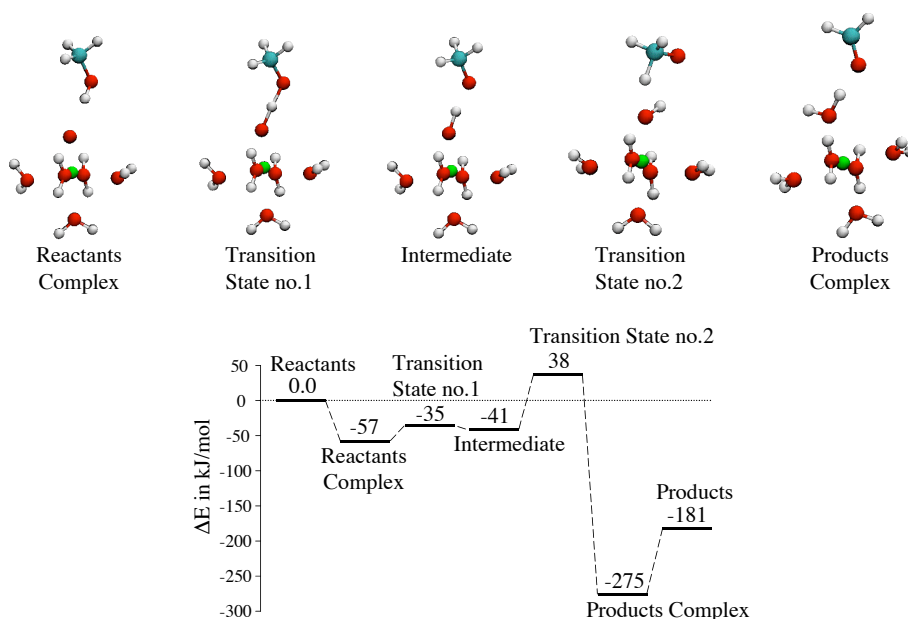 Reactants
Complex
Transition
State no.1
Intermediate
Transition
State no.2
Products
Complex
Transition State no.2
38
Reactants
0.0
Transition
State no.1
-35
-41
Intermediate
-57
Reactants
Complex
Products
-181
-275
Products Complex
ΔE in kJ/mol
50
0
-50
-100
-150
-200
-250
-300